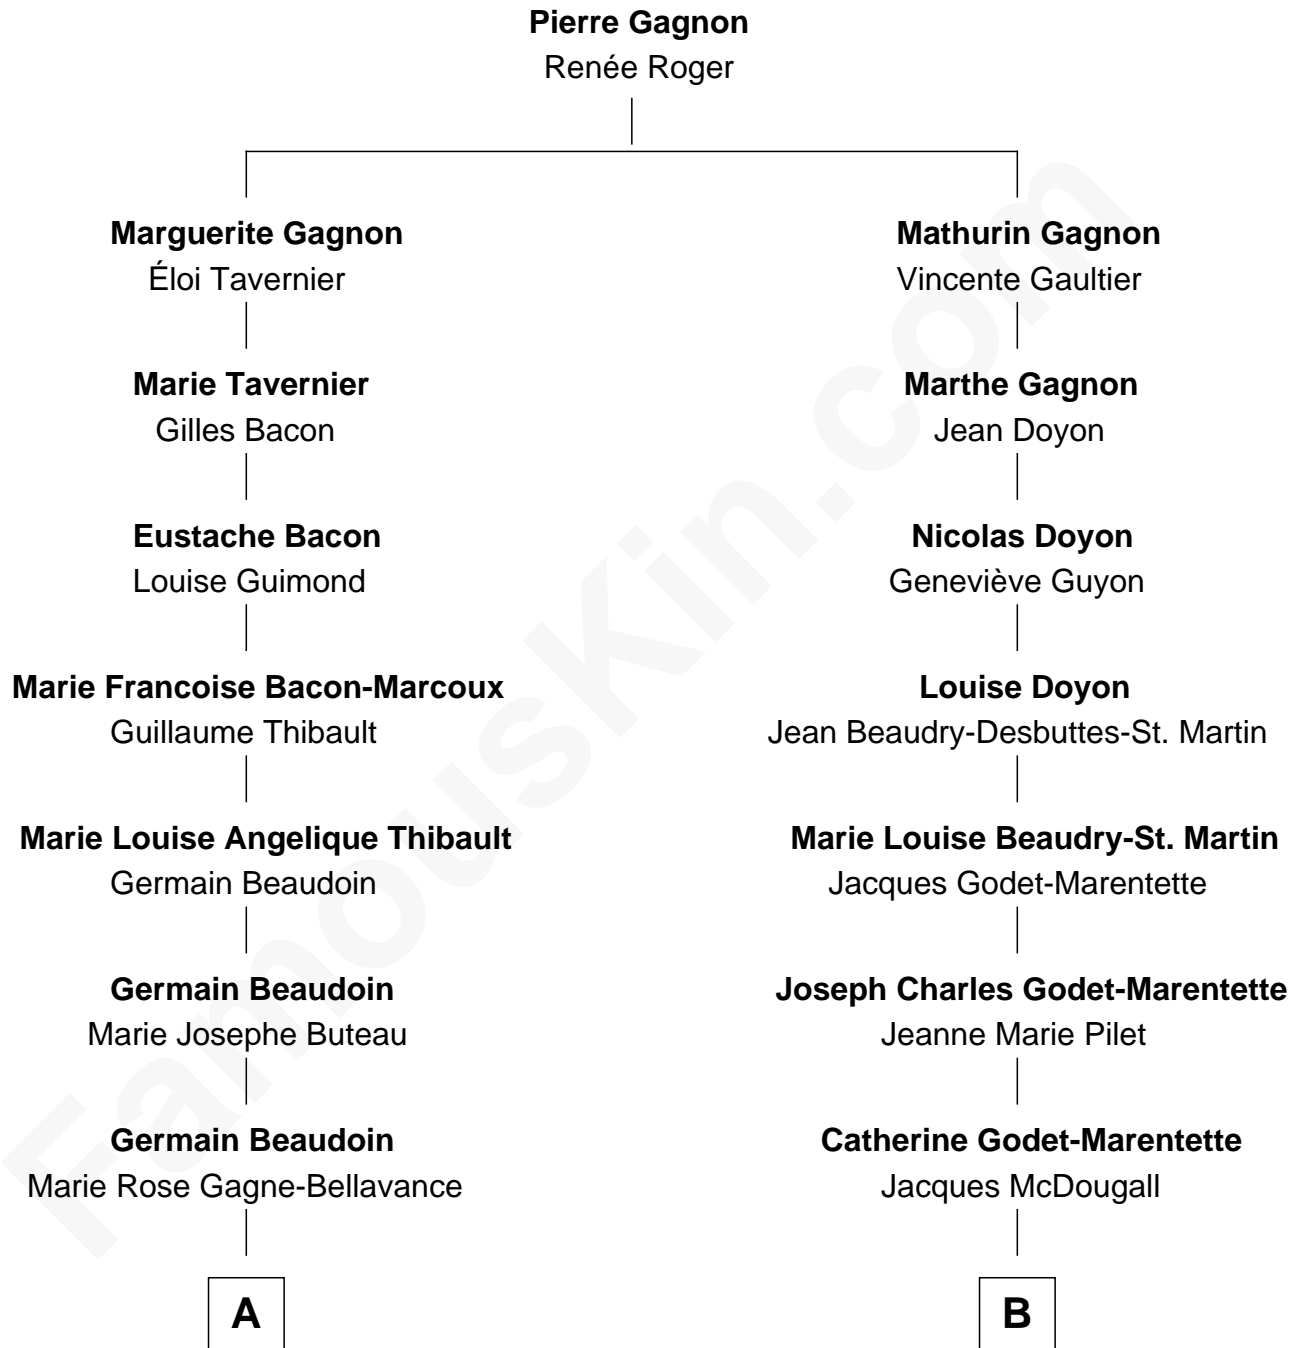 Pierre Gagnon
Renée Roger
Marguerite Gagnon
Éloi Tavernier
Mathurin Gagnon
Vincente Gaultier
Marie Tavernier
Gilles Bacon
Marthe Gagnon
Jean Doyon
Eustache Bacon
Louise Guimond
Nicolas Doyon
Geneviève Guyon
Marie Francoise Bacon-Marcoux
Guillaume Thibault
Louise Doyon
Jean Beaudry-Desbuttes-St. Martin
Marie Louise Angelique Thibault
Germain Beaudoin
Marie Louise Beaudry-St. Martin
Jacques Godet-Marentette
Germain Beaudoin
Marie Josephe Buteau
Joseph Charles Godet-Marentette
Jeanne Marie Pilet
Germain Beaudoin
Marie Rose Gagne-Bellavance
Catherine Godet-Marentette
Jacques McDougall
A
B
FamousKin.com